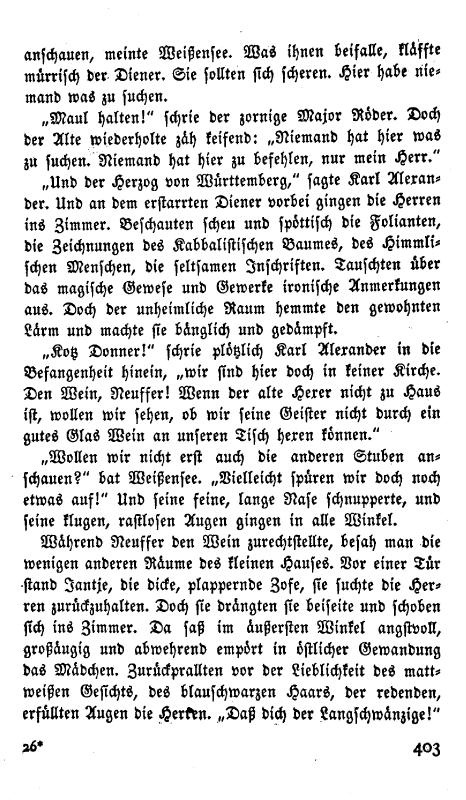 anschauen, meinte Weißensee. Was ihnen beifalle, kläffte
mürrisch der Diener. Sie sollten sich scheren. Hier habe nie-
mand was zu suchen.
„Maul halten!“ schrie der zornige Major Röder. Doch
der Alte wiederholte zäh keifend: „Niemand hat hier was
zu suchen. Niemand hat hier zu befehlen, nur mein Herr.“
„Und der Herzog von Württemberg,“ sagte Karl Alexan-
der. Und an dem erstarrten Diener vorbei gingen die Herren
ins Zimmer. Beschauten scheu und spöttisch die Folianten,
die Zeichnungen des Kabbalistischen Baumes, des Himmli-
schen Menschen, die seltsamen Inschriften. Tauschten über
das magische Gewese und Gewerke ironische Anmerkungen
aus. Doch der unheimliche Raum hemmte den gewohnten
Lärm und machte sie bänglich und gedämpft.
„Kotz Donner!“ schrie plötzlich Karl Alexander in die
Befangenheit hinein, „wir sind hier doch in keiner Kirche.
Den Wein, Neuffer! Wenn der alte Hexer nicht zu Haus
ist, wollen wir sehen, ob wir seine Geister nicht durch ein
gutes Glas Wein an unseren Tisch hexen können.“
„Wollen wir nicht erst auch die anderen Stuben an-
schauen?“ bat Weißensee. „Vielleicht spüren wir doch noch
etwas auf!“ Und seine feine, lange Nase schnupperte, und
seine klugen, rastlosen Augen gingen in alle Winkel.
Während Neuffer den Wein zurechtstellte, besah man die
wenigen anderen Räume des kleinen Hauses. Vor einer Tür
stand Jantje, die dicke, plappernde Zofe, sie suchte die Her-
ren zurückzuhalten. Doch sie drängten sie beiseite und schoben
sich ins Zimmer. Da saß im äußersten Winkel angstvoll,
großäugig und abwehrend empört in östlicher Gewandung
das Mädchen. Zurückprallten vor der Lieblichkeit des matt-
weißen Gesichts, des blauschwarzen Haars, der redenden,
erfüllten Augen die Herren. „Daß dich der Langschwänzige!“
26* 403